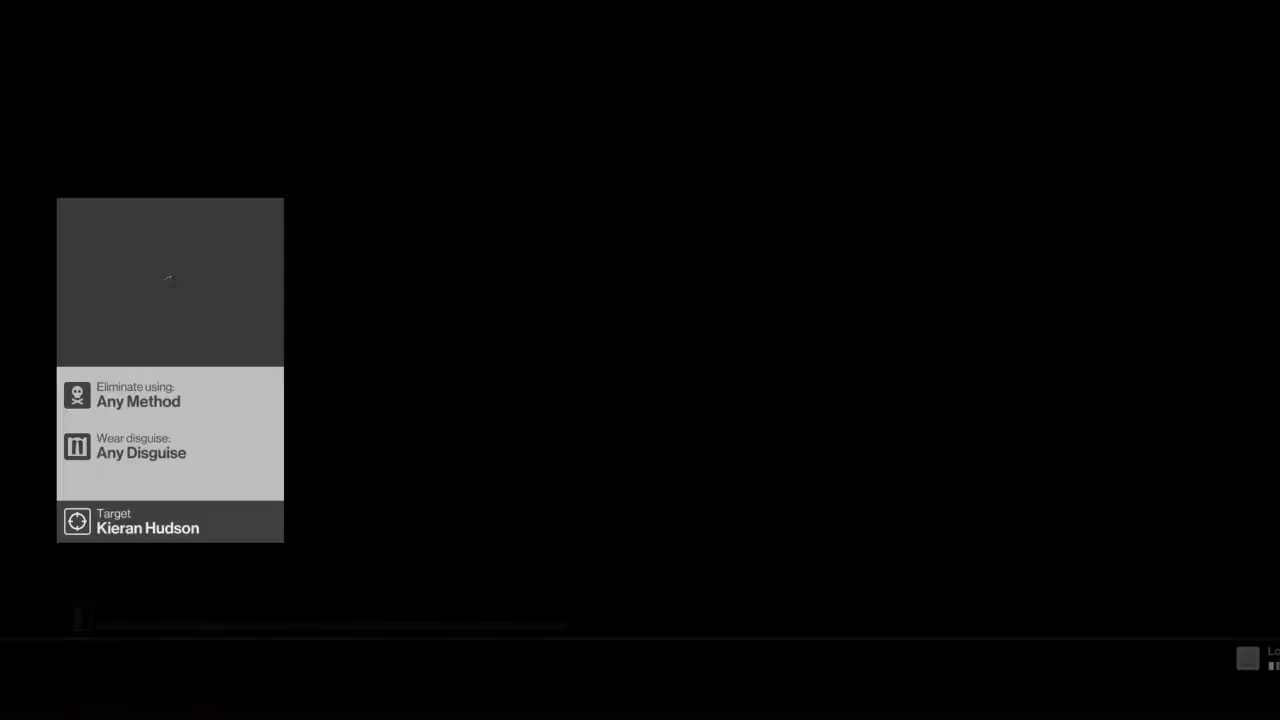 Eliminate using:
Any Method
Wear disguise:
Any Disguise
Target
Kieran Hudson